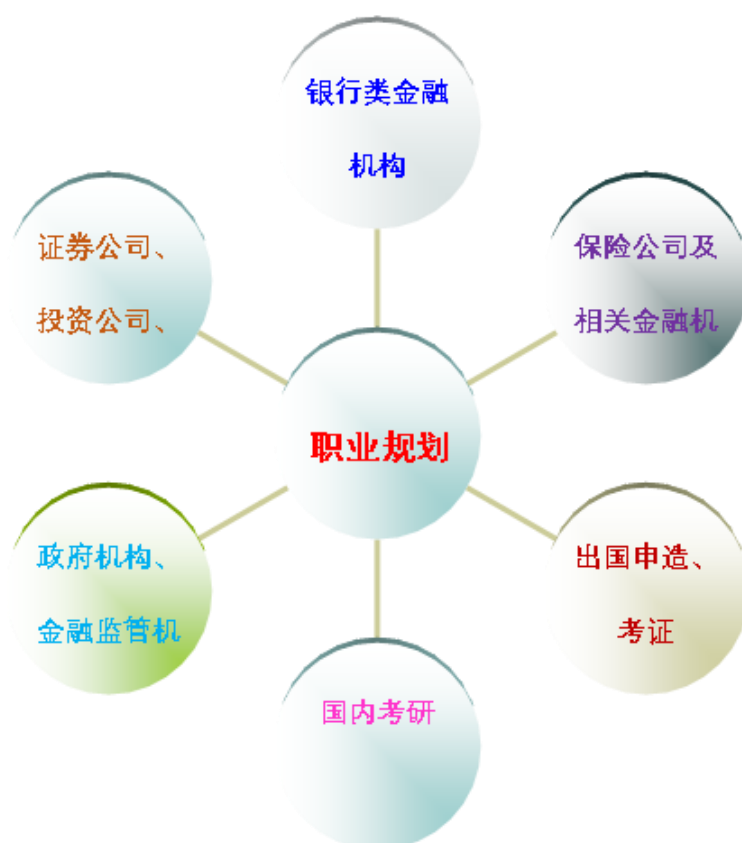 银行类金融
机构
保险公司及
相关金融机
出国申造、
考证
国内考研
政府机构、
金融监管机
证券公司、
投资公司、
职业规划